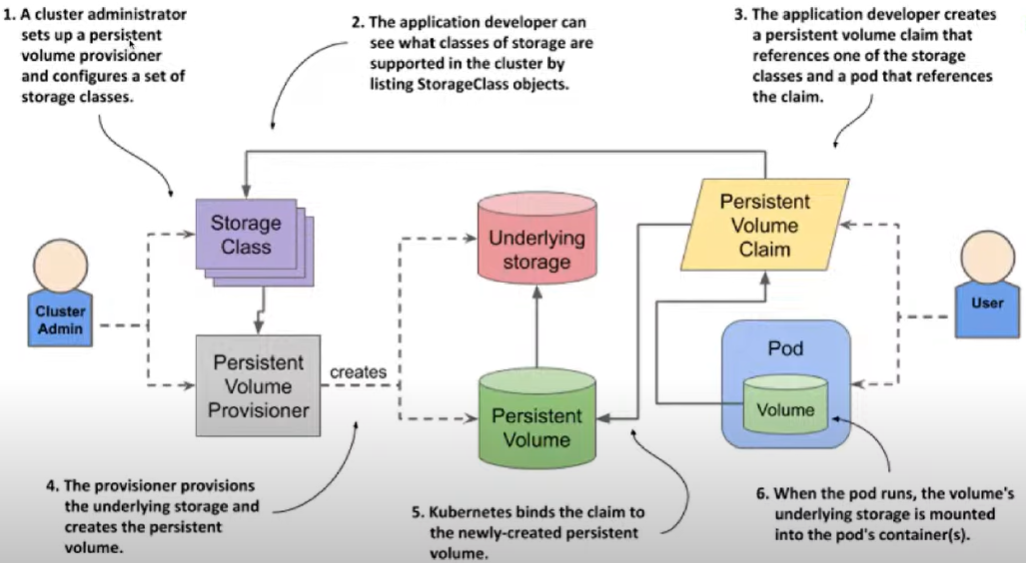 1. A cluster administrator
sets up a persistent
volume provisioner
and configures a set of
storage classes.
2. The application developer can
see what classes of storage are
supported in the cluster by
listing StorageClass objects.
3. The application developer creates
a persistent volume claim that
references one of the storage
classes and a pod that references
the claim.
Storage
Class
Underlying
storage
Persistent
Volume
Claim
Cluster
Admin
User
Persistent
Volume
Provisioner
creates
Persistent
Volume
Pod
Volume
4. The provisioner provisions
the underlying storage and
creates the persistent
volume.
5. Kubernetes binds the claim to
the newly-created persistent
volume.
6. When the pod runs, the volume's
underlying storage is mounted
into the pod's container(s).